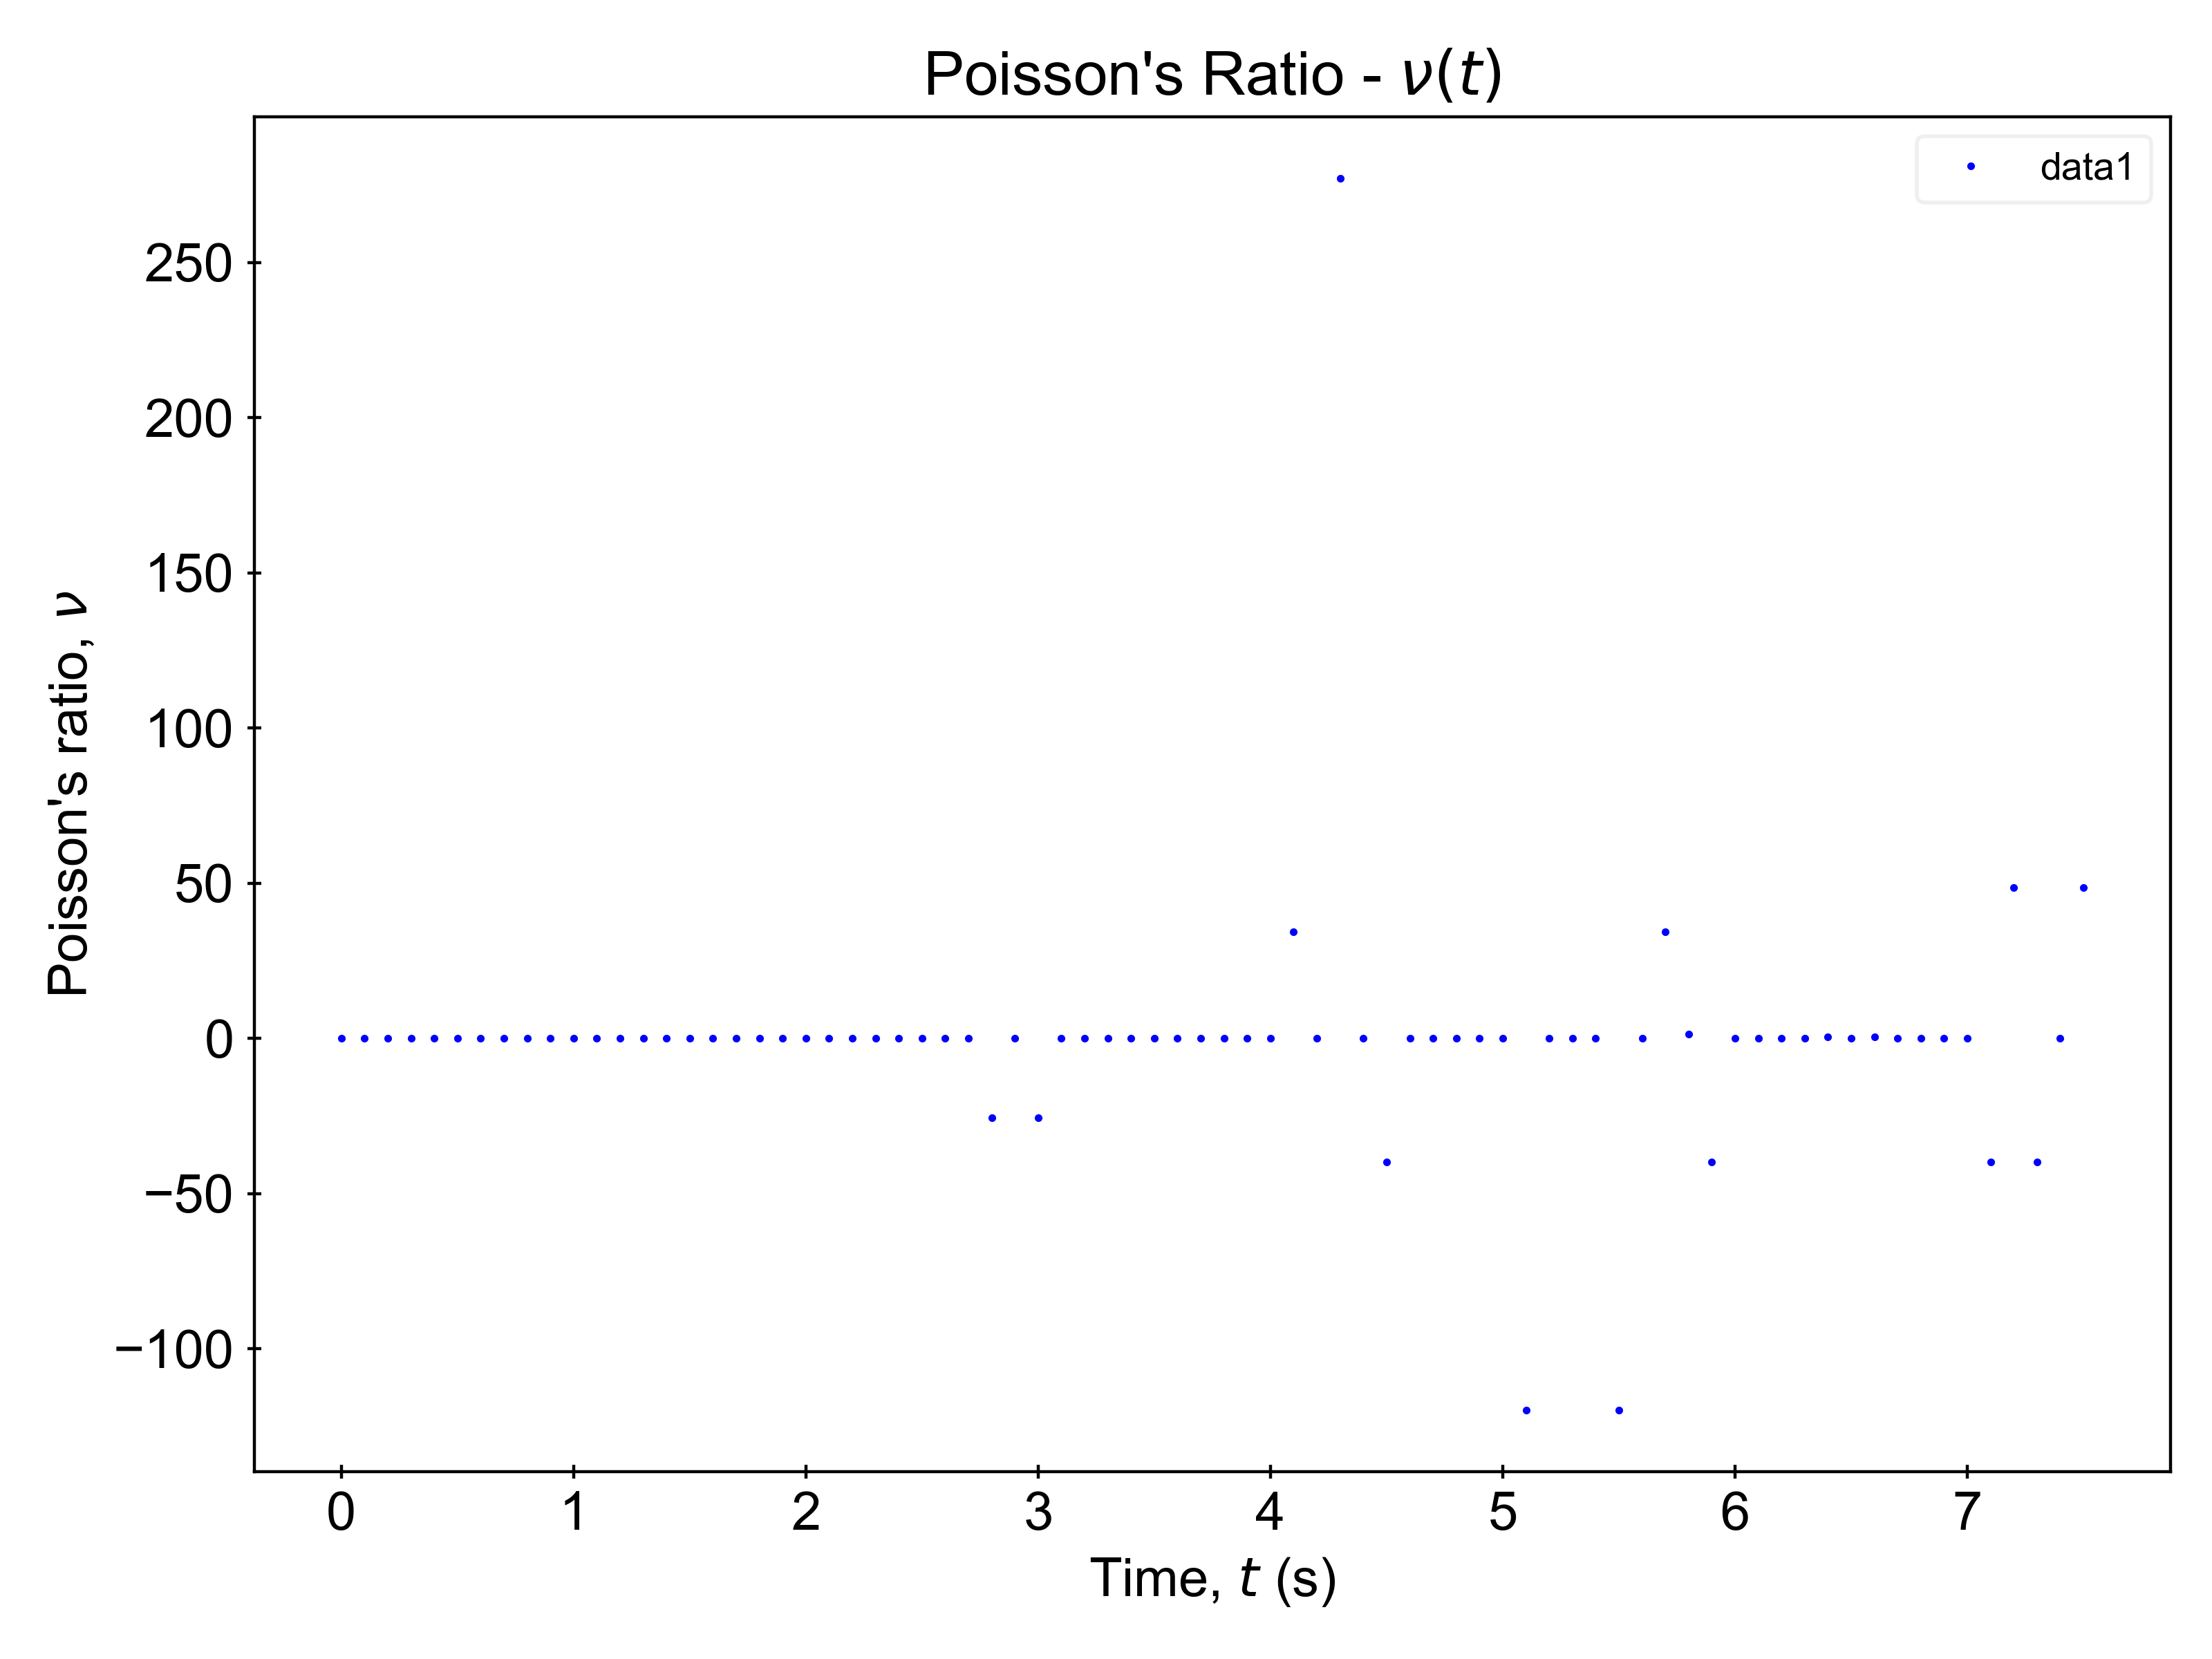 Poisson's Ratio - ν(t)
data1
250
200
150
100
50
0
−50
−100
Poisson's ratio, ν
0 1 2 3 4 5 6 7
Time, t (s)